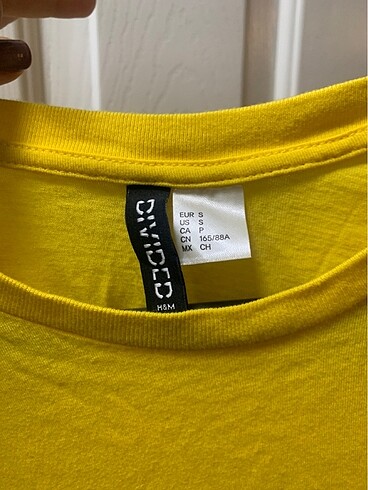 DIVIDED
H&M
EUR S
US S
CA P
CN 165/88A
MX CH